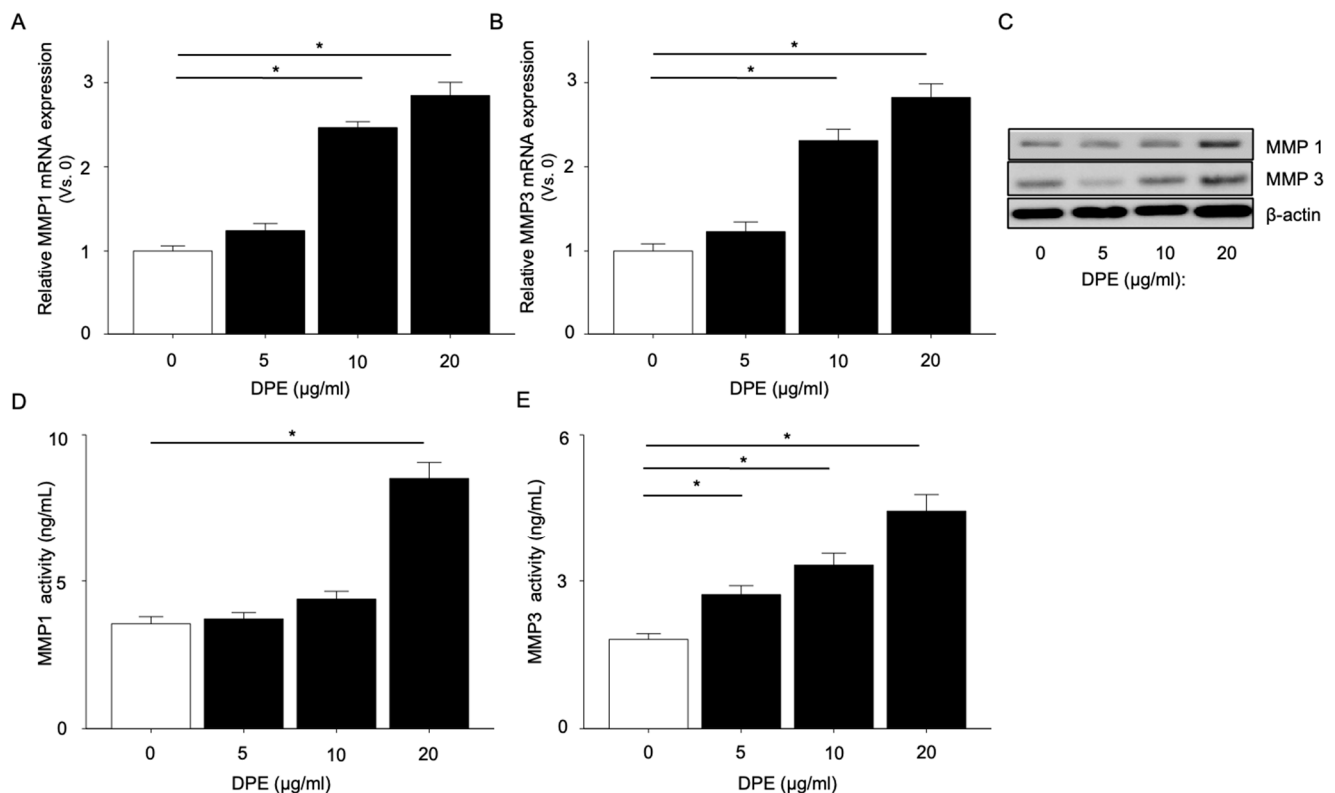 A
Relative MMP1 mRNA expression
(Vs. 0)
3
2
1
0
*
*
0 5 10 20
DPE (µg/ml)
B
Relative MMP3 mRNA expression
(Vs. 0)
3
2
1
0
*
*
0 5 10 20
DPE (µg/ml)
C
MMP 1
MMP 3
β-actin
0 5 10 20
DPE (µg/ml):
D
MMP1 activity (ng/mL)
10
5
0
*
0 5 10 20
DPE (µg/ml)
E
MMP3 activity (ng/mL)
6
3
0
*
*
*
0 5 10 20
DPE (µg/ml)